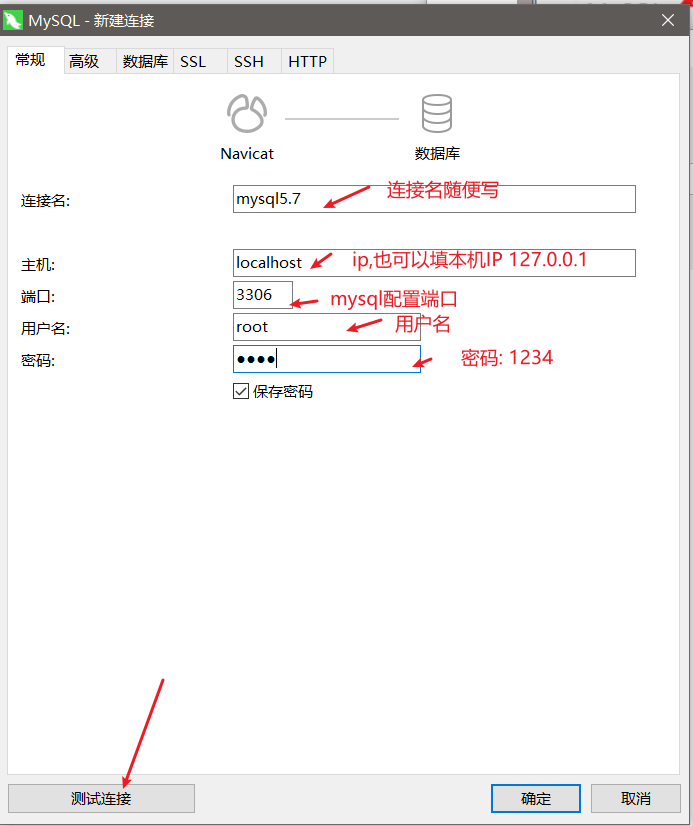 MySQL - 新建连接
常规 高级 数据库 SSL SSH HTTP
Navicat 数据库
连接名: mysql5.7 连接名随便写
主机: localhost ip,也可以填本机IP 127.0.0.1
端口: 3306 mysql配置端口
用户名: root 用户名
密码: ●●●● 密码: 1234
保存密码
测试连接 确定 取消